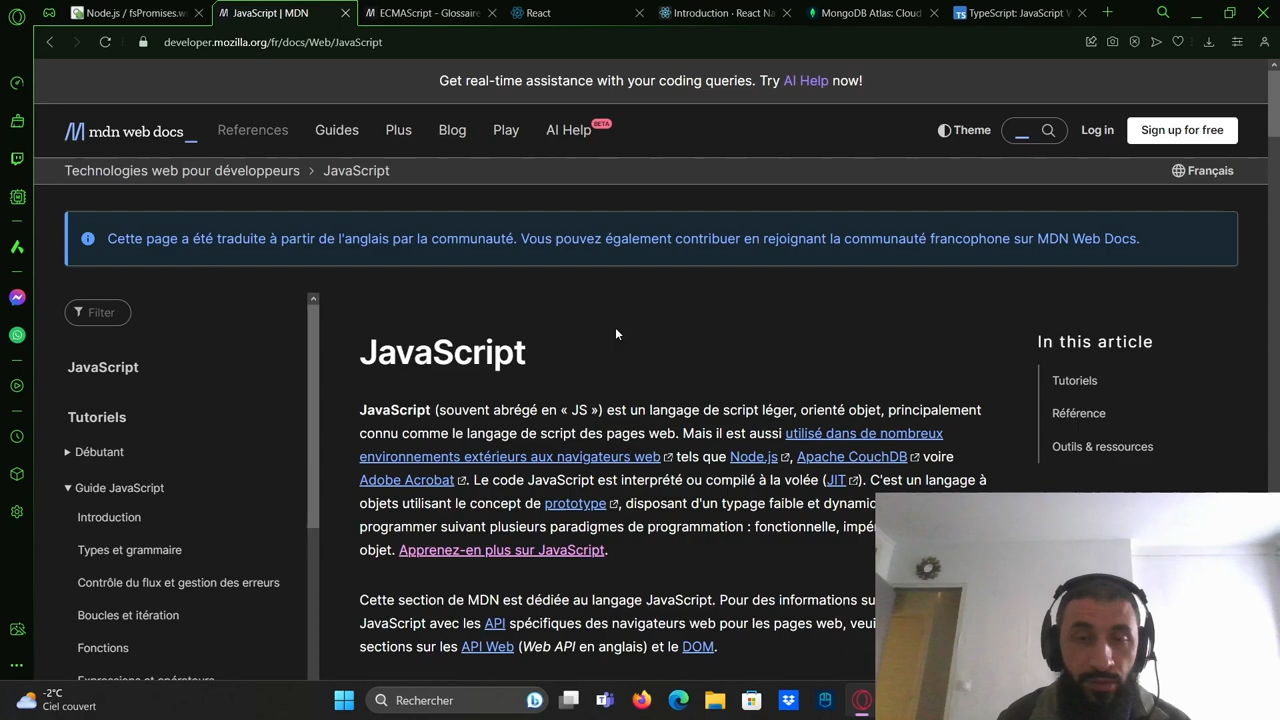 Node.js / fsPromises.w
JavaScript | MDN
ECMAScript - Glossaire
React
Introduction · React Na
MongoDB Atlas: Cloud
TypeScript: JavaScript
developer.mozilla.org/fr/docs/Web/JavaScript
Get real-time assistance with your coding queries. Try AI Help now!
mdn web docs_
References
Guides
Plus
Blog
Play
AI Help BETA
Theme
Log in
Sign up for free
Technologies web pour développeurs > JavaScript
Français
Cette page a été traduite à partir de l'anglais par la communauté. Vous pouvez également contribuer en rejoignant la communauté francophone sur MDN Web Docs.
Filter
JavaScript
Tutoriels
Débutant
Guide JavaScript
Introduction
Types et grammaire
Contrôle du flux et gestion des erreurs
Boucles et itération
Fonctions
Expressions et opérateurs
JavaScript
JavaScript (souvent abrégé en « JS ») est un langage de script léger, orienté objet, principalement
connu comme le langage de script des pages web. Mais il est aussi utilisé dans de nombreux
environnements extérieurs aux navigateurs web tels que Node.js, Apache CouchDB voire
Adobe Acrobat. Le code JavaScript est interprété ou compilé à la volée (JIT). C'est un langage à
objets utilisant le concept de prototype, disposant d'un typage faible et dynamic
programmer suivant plusieurs paradigmes de programmation : fonctionnelle, impér
objet. Apprenez-en plus sur JavaScript.
Cette section de MDN est dédiée au langage JavaScript. Pour des informations su
JavaScript avec les API spécifiques des navigateurs web pour les pages web, veui
sections sur les API Web (Web API en anglais) et le DOM.
In this article
Tutoriels
Référence
Outils & ressources
-2°C
Ciel couvert
Rechercher